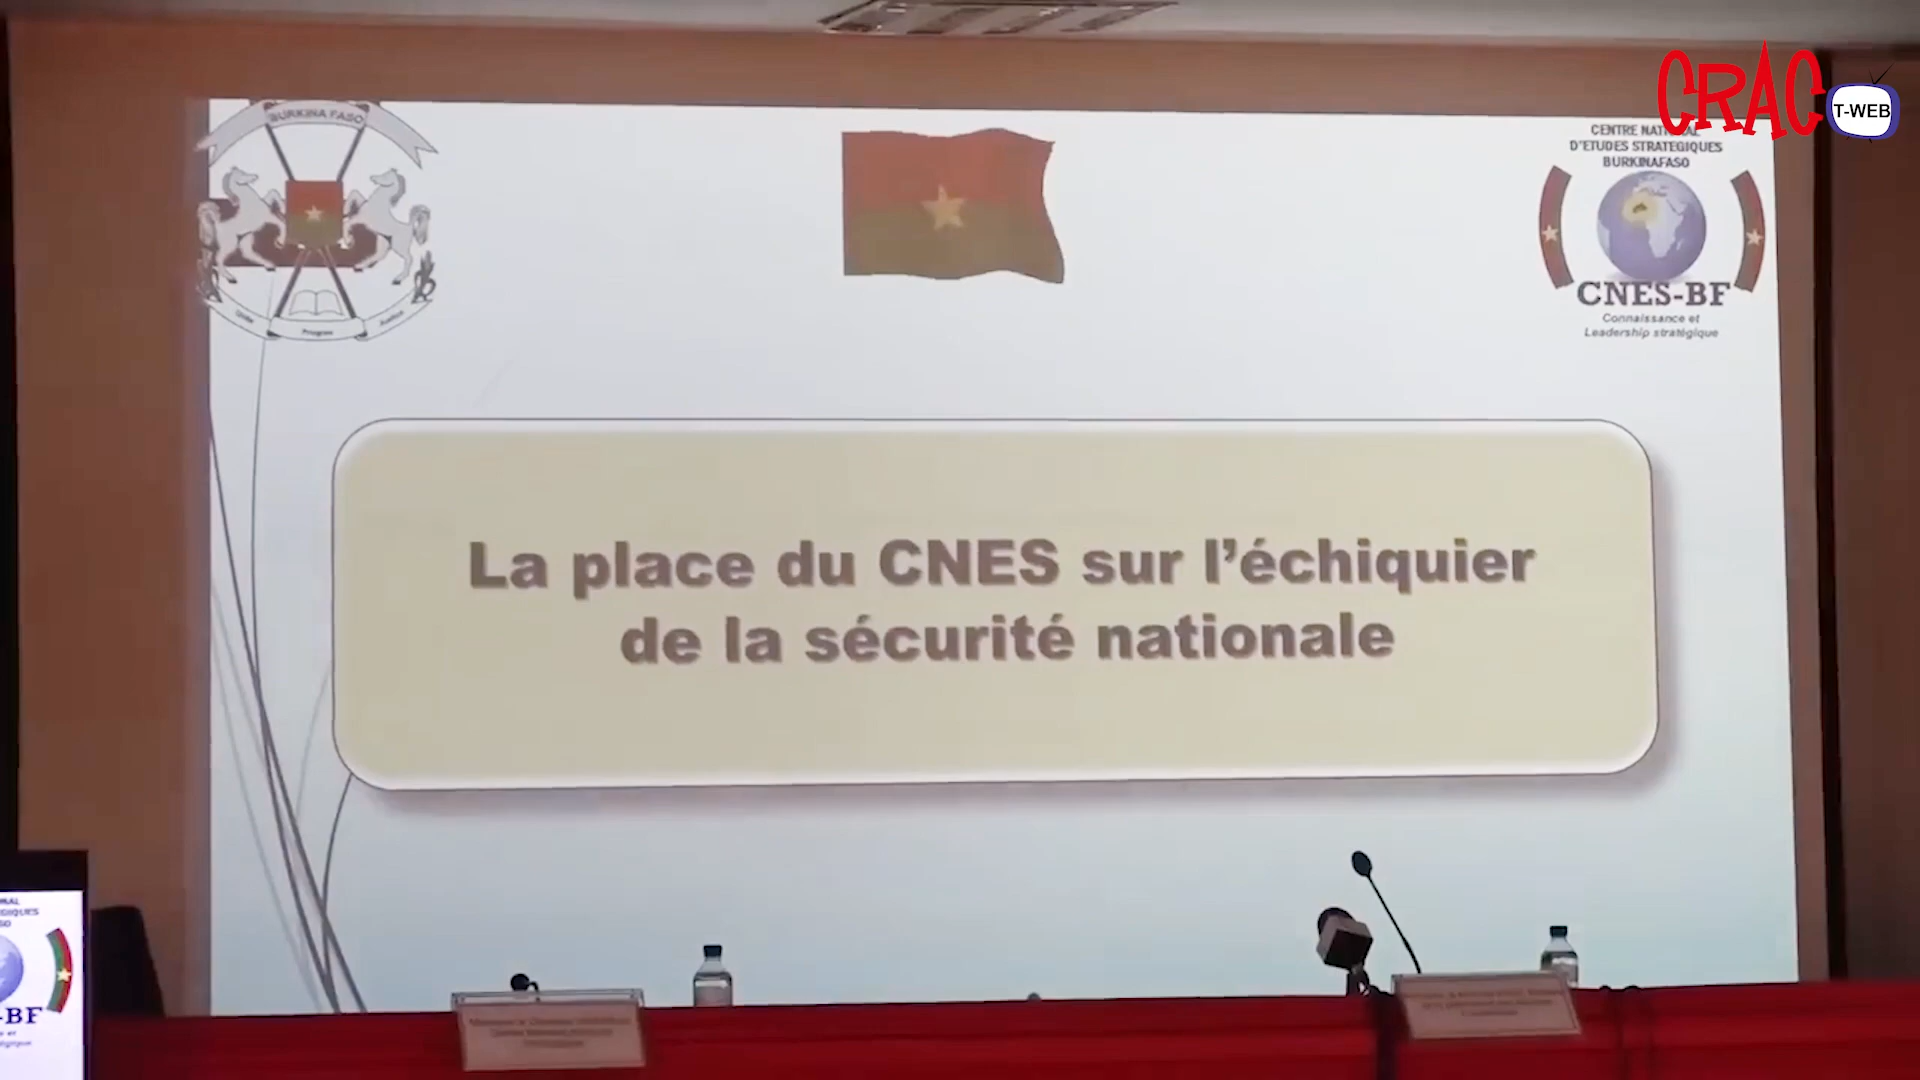 CRAC
T-WEB
BURKINA FASO
CENTRE NATIONAL
D'ETUDES STRATEGIQUES
BURKINAFASO
CNES-BF
Connaissance et
Leadership stratégique
La place du CNES sur l'échiquier
de la sécurité nationale
-BF